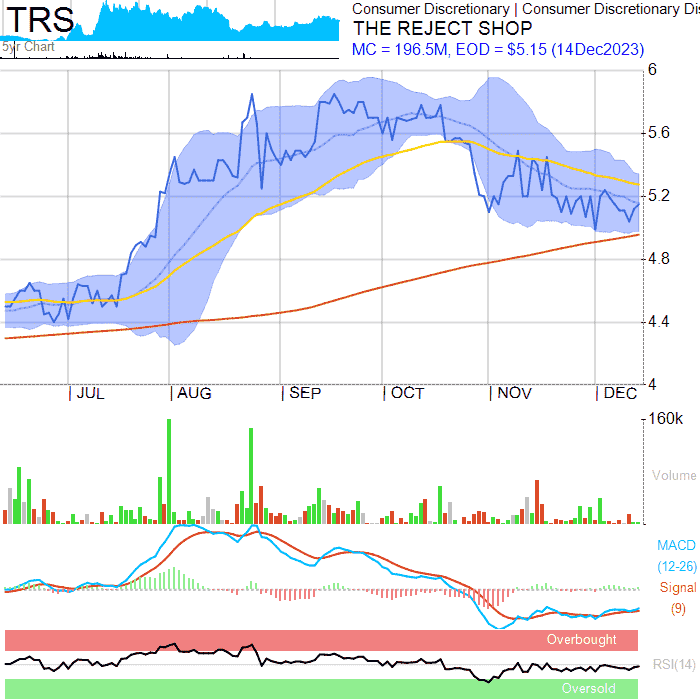 TRS
5yr Chart
Consumer Discretionary | Consumer Discretionary Dis
THE REJECT SHOP
MC = 196.5M, EOD = $5.15 (14Dec2023)
6
5.6
5.2
4.8
4.4
4
| JUL | AUG | SEP | OCT | NOV | DEC
160k
Volume
MACD
(12-26)
Signal
(9)
Overbought
RSI(14)
Oversold